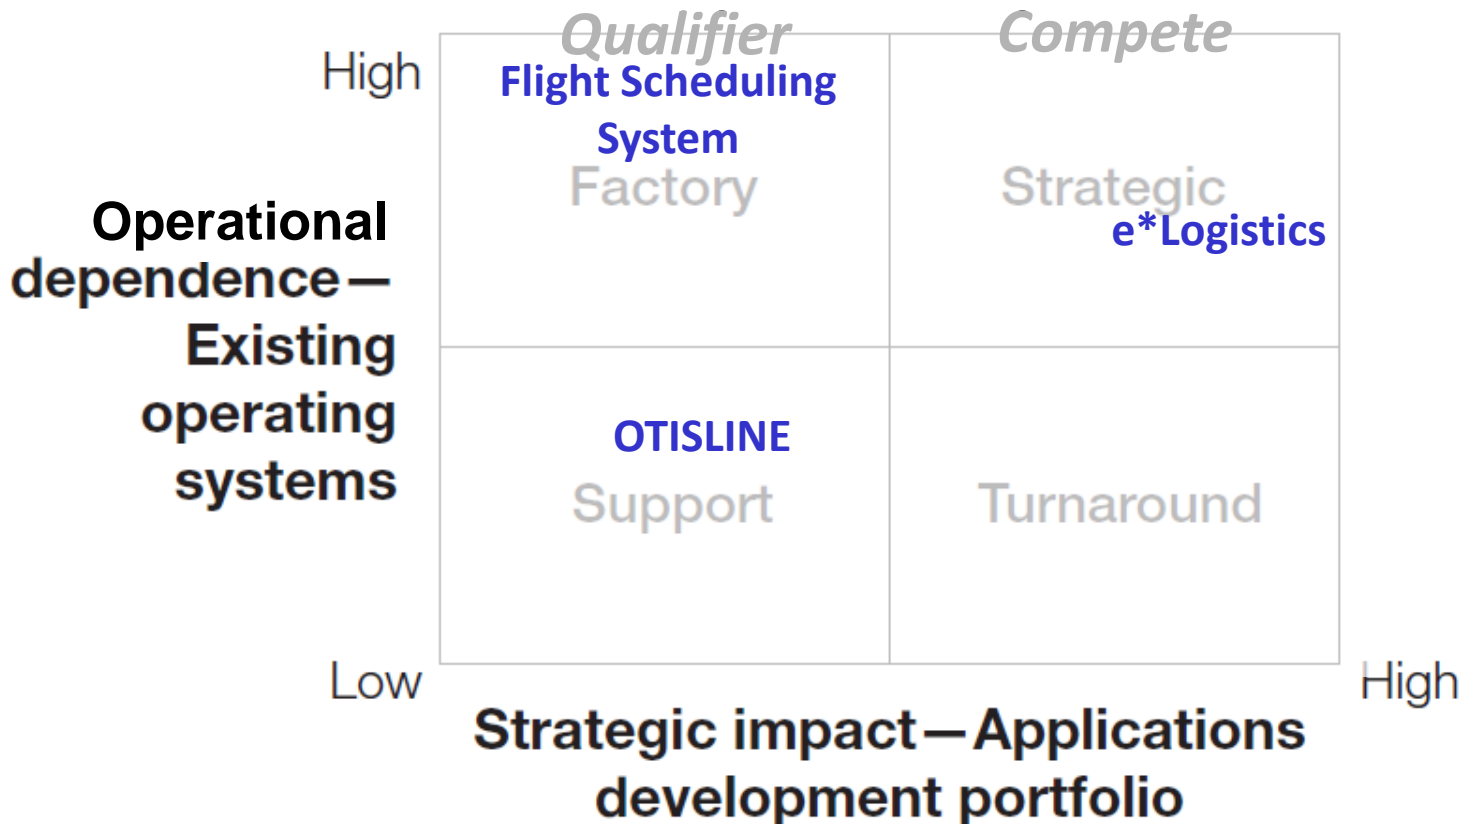 Qualifier
Compete
High
Flight Scheduling
System
Factory
Strategic
e*Logistics
Operational
dependence—
Existing
operating
systems
OTISLINE
Support
Turnaround
Low
High
Strategic impact—Applications
development portfolio